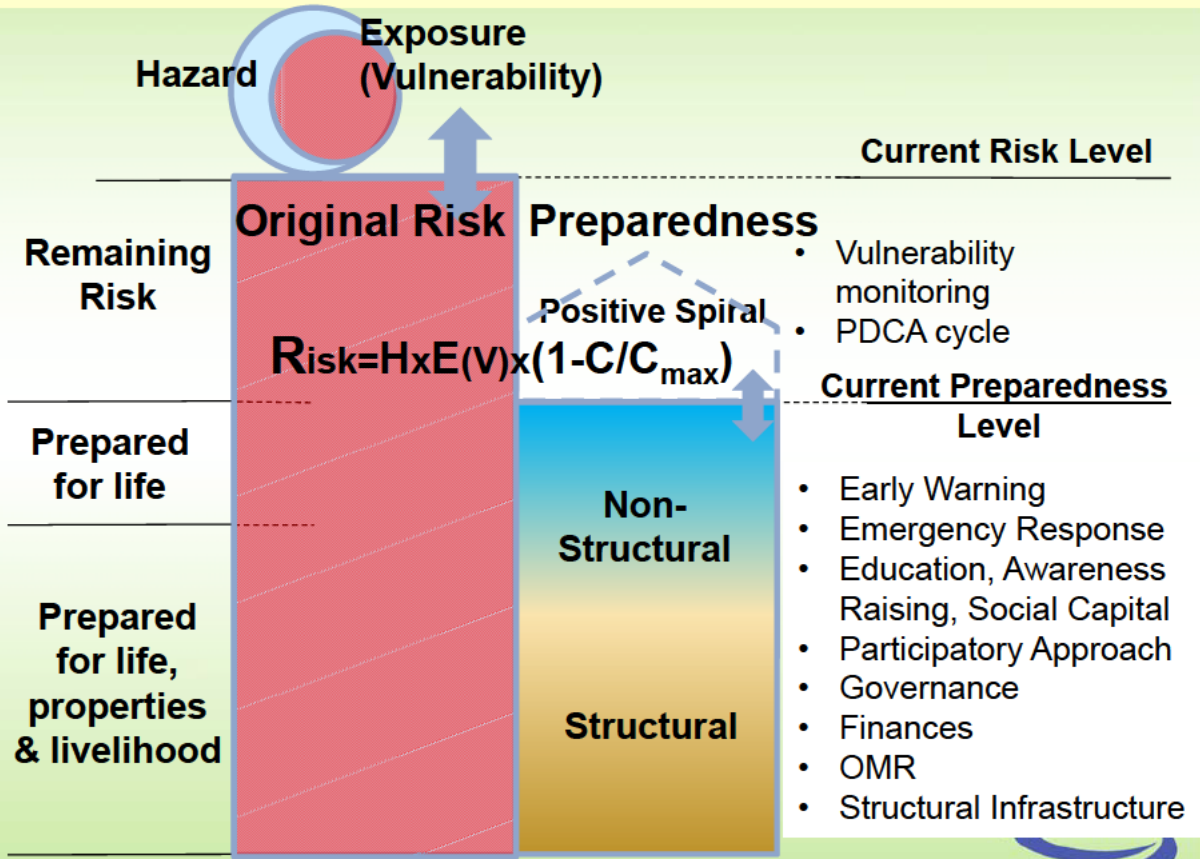 Hazard
Exposure
(Vulnerability)
Current Risk Level
Original Risk
Preparedness
Remaining
Risk
• Vulnerability
monitoring
• PDCA cycle
Positive Spiral
Risk=HxE(V)x(1-C/Cmax)
Current Preparedness
Level
Prepared
for life
Non-
Structural
• Early Warning
• Emergency Response
• Education, Awareness
Raising, Social Capital
• Participatory Approach
• Governance
• Finances
• OMR
• Structural Infrastructure
Prepared
for life,
properties
& livelihood
Structural